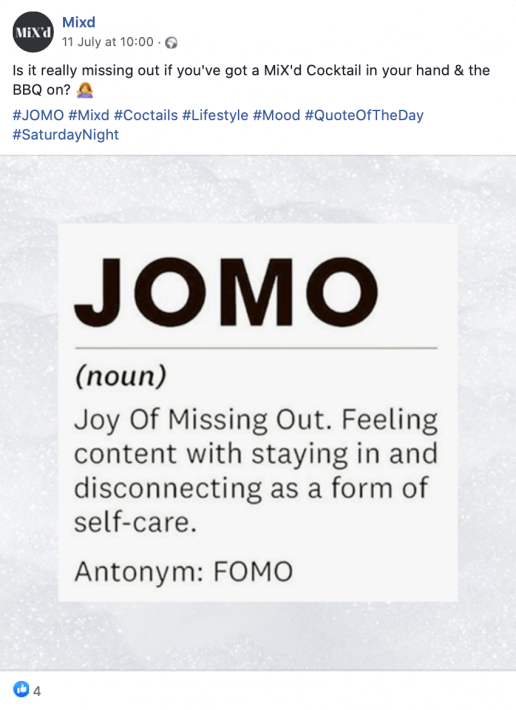 MiX'd
Mixd
11 July at 10:00 ·
Is it really missing out if you've got a MiX'd Cocktail in your hand & the
BBQ on? 🤷‍♀️
#JOMO #Mixd #Coctails #Lifestyle #Mood #QuoteOfTheDay
#SaturdayNight
JOMO
(noun)
Joy Of Missing Out. Feeling
content with staying in and
disconnecting as a form of
self-care.
Antonym: FOMO
4